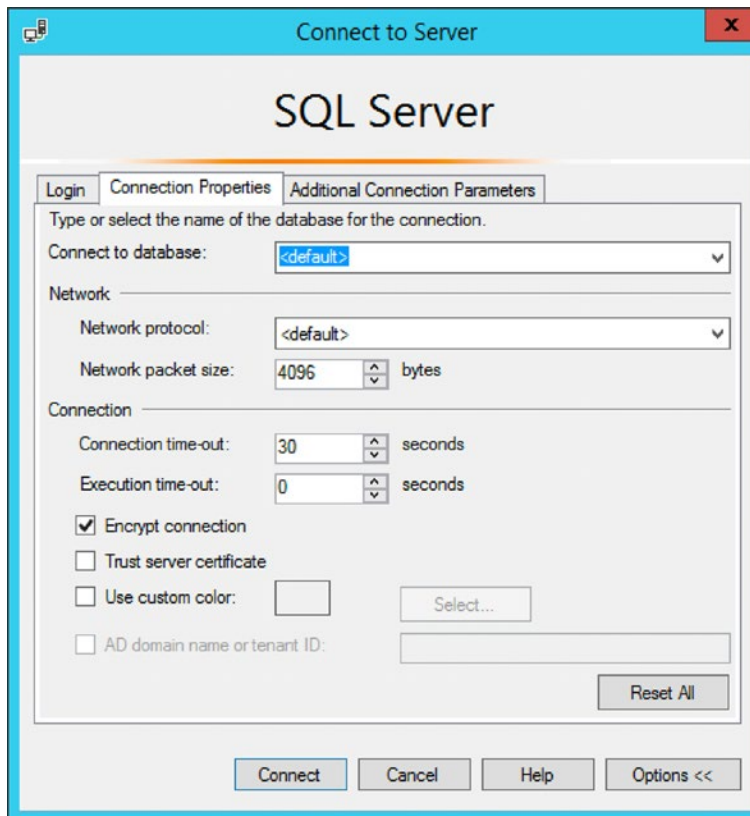 Connect to Server
x
SQL Server
Login Connection Properties Additional Connection Parameters
Type or select the name of the database for the connection.
Connect to database: <default>
Network
Network protocol: <default>
Network packet size: 4096 bytes
Connection
Connection time-out: 30 seconds
Execution time-out: 0 seconds
Encrypt connection
Trust server certificate
Use custom color: Select...
AD domain name or tenant ID:
Reset All
Connect Cancel Help Options <<